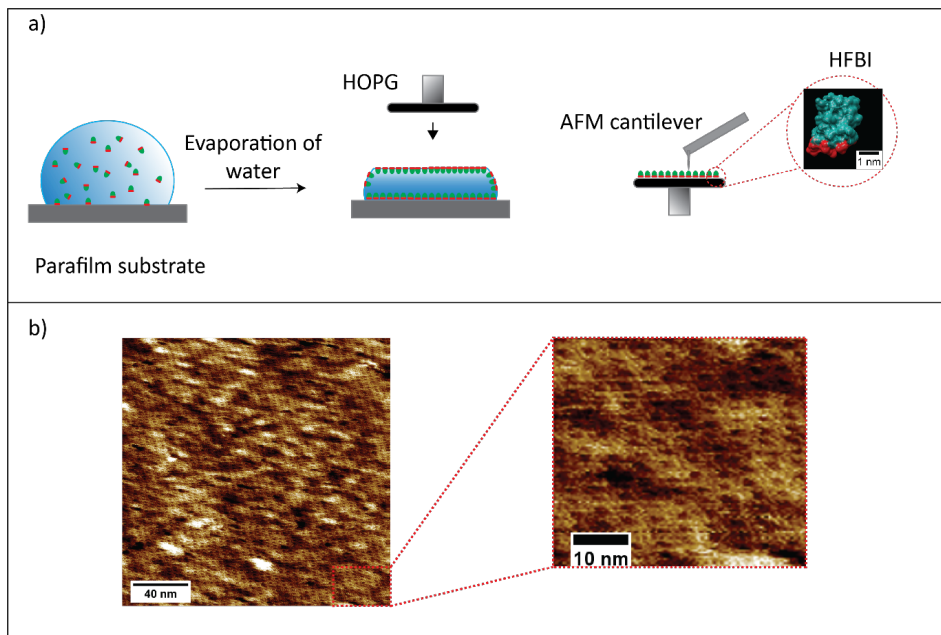 a)
HFBI
HOPG
AFM cantilever
Evaporation of
water
1 nm
Parafilm substrate
b)
40 nm
10 nm